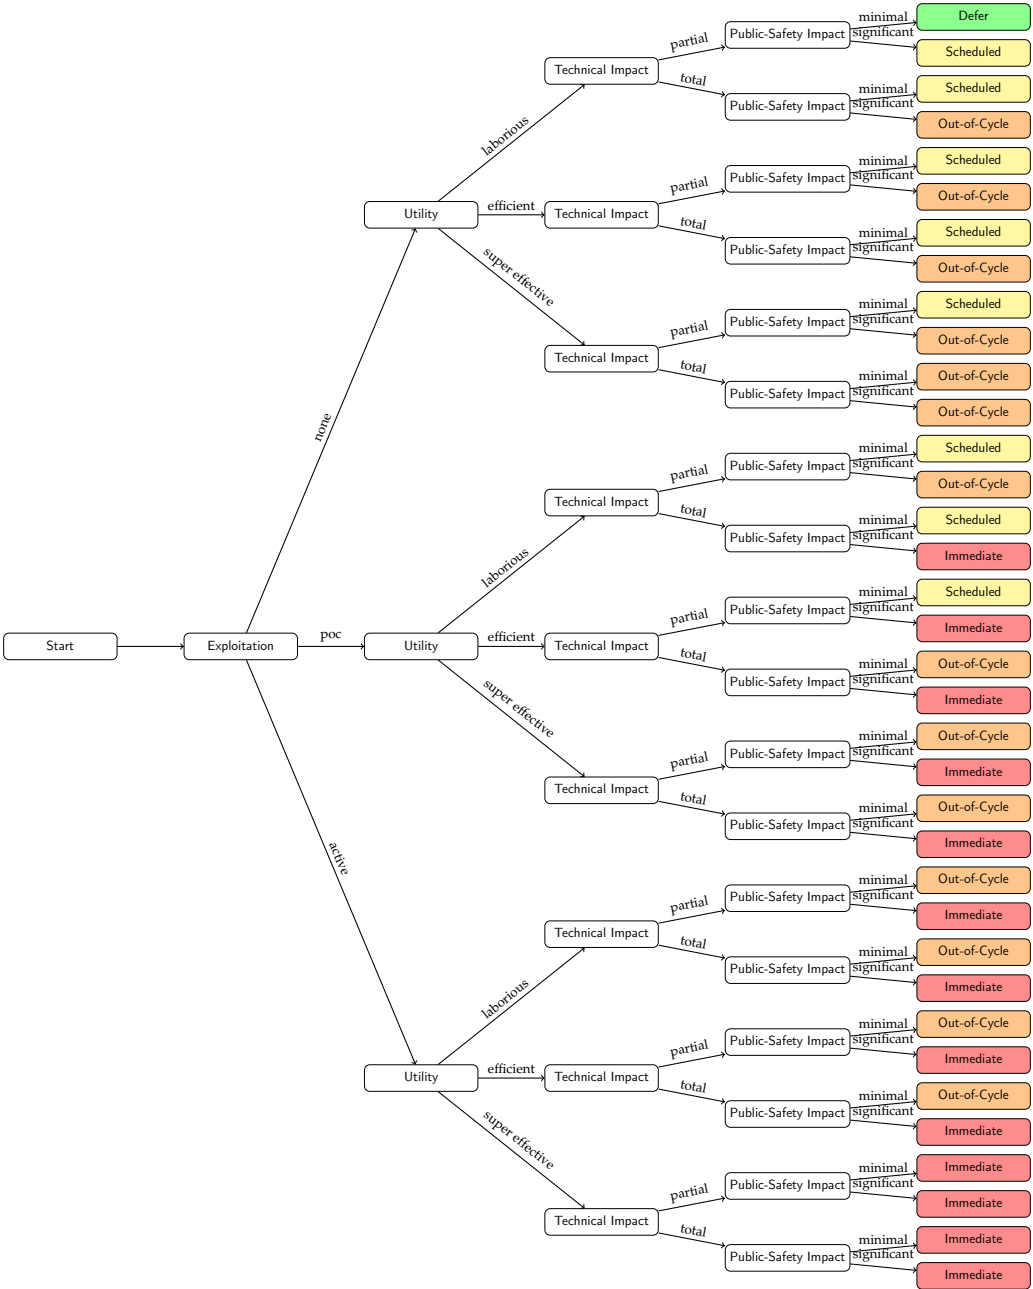 Start
Exploitation
none
Utility
laborious
Technical Impact
partial
Public-Safety Impact
minimal
Defer
significant
Scheduled
total
Public-Safety Impact
minimal
Scheduled
significant
Out-of-Cycle
efficient
Technical Impact
partial
Public-Safety Impact
minimal
Scheduled
significant
Out-of-Cycle
total
Public-Safety Impact
minimal
Scheduled
significant
Out-of-Cycle
super effective
Technical Impact
partial
Public-Safety Impact
minimal
Scheduled
significant
Out-of-Cycle
total
Public-Safety Impact
minimal
Out-of-Cycle
significant
Out-of-Cycle
poc
Utility
laborious
Technical Impact
partial
Public-Safety Impact
minimal
Scheduled
significant
Out-of-Cycle
total
Public-Safety Impact
minimal
Scheduled
significant
Immediate
efficient
Technical Impact
partial
Public-Safety Impact
minimal
Scheduled
significant
Immediate
total
Public-Safety Impact
minimal
Out-of-Cycle
significant
Immediate
super effective
Technical Impact
partial
Public-Safety Impact
minimal
Out-of-Cycle
significant
Immediate
total
Public-Safety Impact
minimal
Out-of-Cycle
significant
Immediate
active
Utility
laborious
Technical Impact
partial
Public-Safety Impact
minimal
Out-of-Cycle
significant
Immediate
total
Public-Safety Impact
minimal
Out-of-Cycle
significant
Immediate
efficient
Technical Impact
partial
Public-Safety Impact
minimal
Out-of-Cycle
significant
Immediate
total
Public-Safety Impact
minimal
Out-of-Cycle
significant
Immediate
super effective
Technical Impact
partial
Public-Safety Impact
minimal
Immediate
significant
Immediate
total
Public-Safety Impact
minimal
Immediate
significant
Immediate